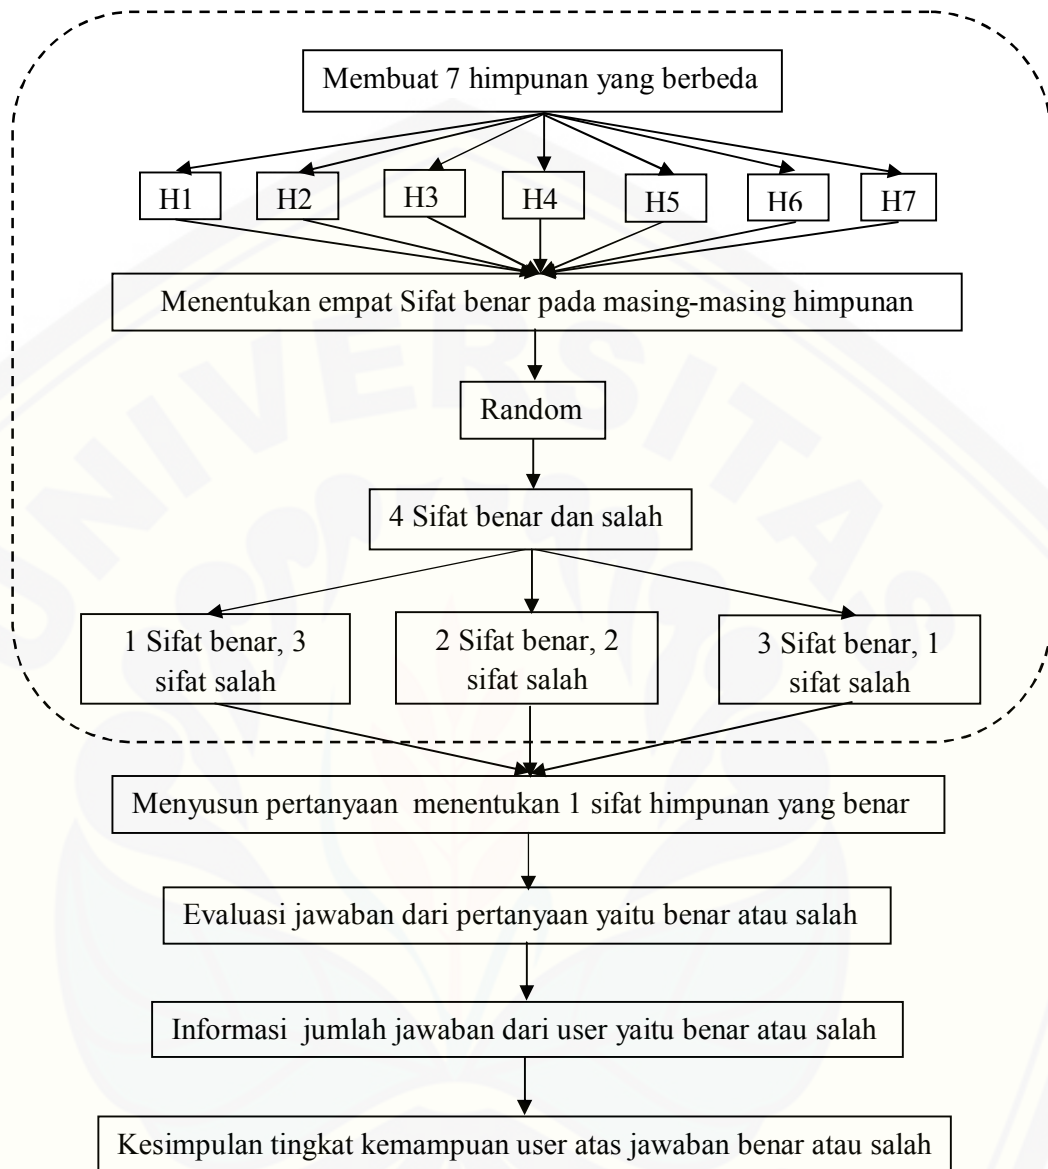 Membuat 7 himpunan yang berbeda
H1
H2
H3
H4
H5
H6
H7
Menentukan empat Sifat benar pada masing-masing himpunan
Random
4 Sifat benar dan salah
1 Sifat benar, 3
sifat salah
2 Sifat benar, 2
sifat salah
3 Sifat benar, 1
sifat salah
Menyusun pertanyaan menentukan 1 sifat himpunan yang benar
Evaluasi jawaban dari pertanyaan yaitu benar atau salah
Informasi jumlah jawaban dari user yaitu benar atau salah
Kesimpulan tingkat kemampuan user atas jawaban benar atau salah
UNIVERSITAS